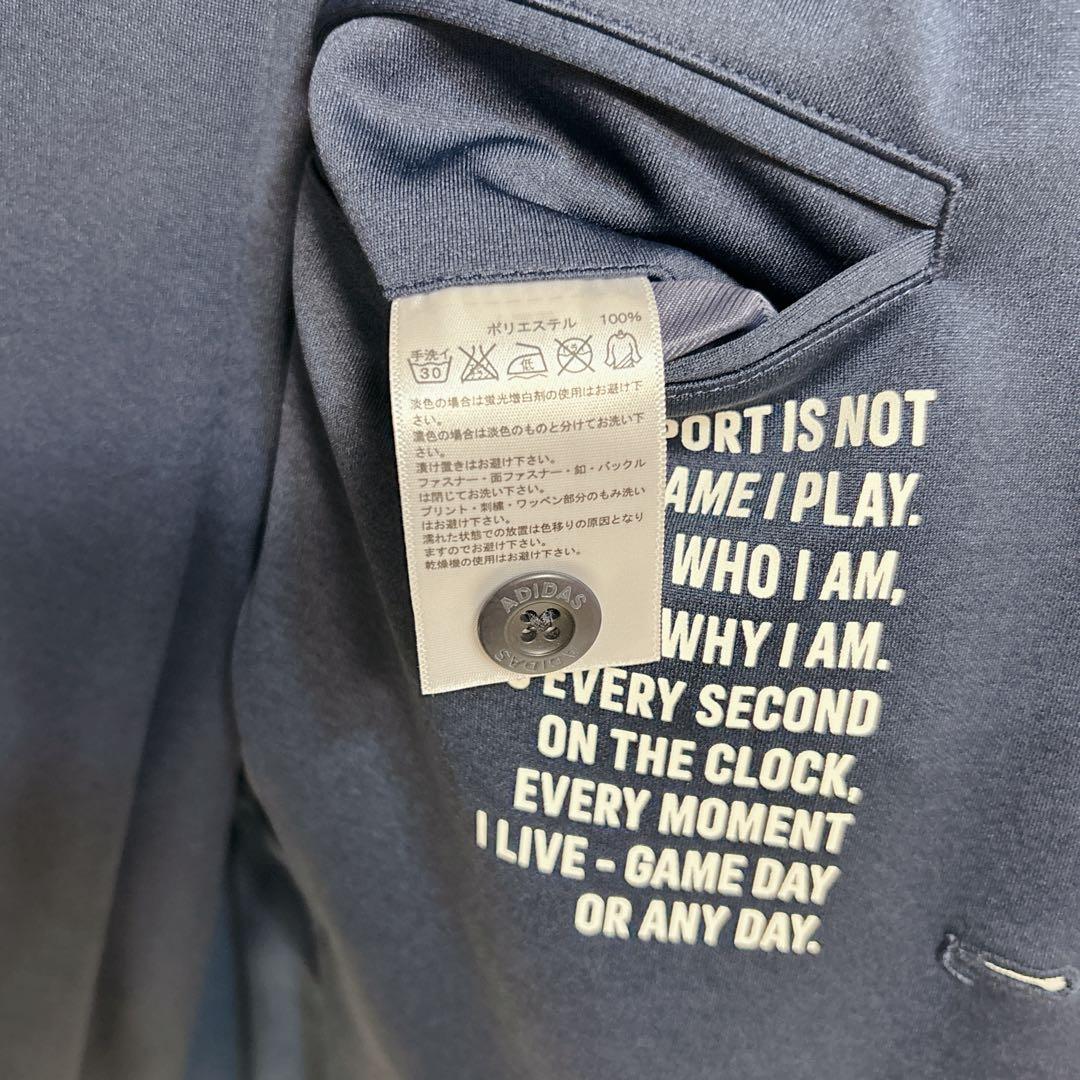 ポリエステル 100%
手洗イ
30
低
淡色の場合は蛍光増白剤の使用はお避け下
さい。
濃色の場合は淡色のものと分けてお洗い下
さい。
漬け置きはお避け下さい。
ファスナー・面ファスナー・釦・バックル
は閉じてお洗い下さい。
プリント・刺繍・ワッペン部分のもみ洗い
はお避け下さい。
濡れた状態での放置は色移りの原因となり
ますのでお避け下さい。
乾燥機の使用はお避け下さい。
ADIDAS
ADIDAS
PORT IS NOT
AME I PLAY.
WHO I AM,
WHY I AM.
EVERY SECOND
ON THE CLOCK,
EVERY MOMENT
I LIVE - GAME DAY
OR ANY DAY.